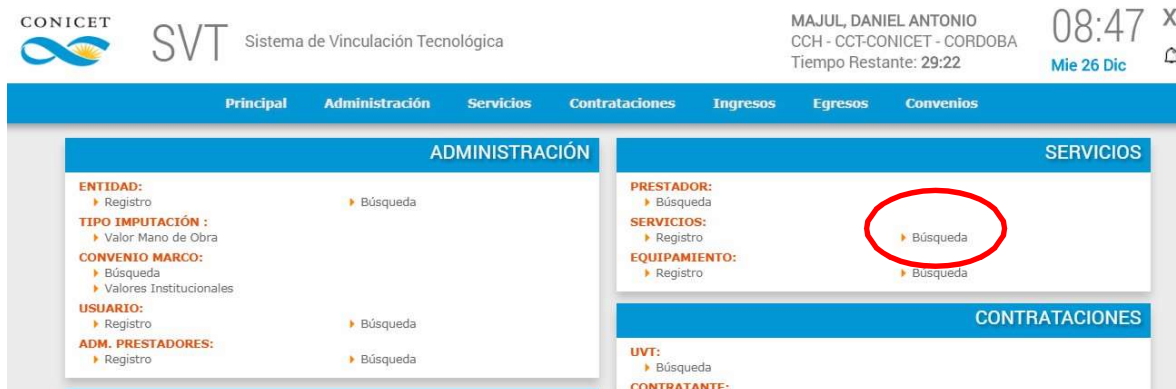 CONICET
SVT Sistema de Vinculación Tecnológica
MAJUL, DANIEL ANTONIO
CCH - CCT-CONICET - CORDOBA
Tiempo Restante: 29:22
08:47
Mie 26 Dic
X
Principal Administración Servicios Contrataciones Ingresos Egresos Convenios
ADMINISTRACIÓN
ENTIDAD:
Registro Búsqueda
TIPO IMPUTACIÓN :
Valor Mano de Obra
CONVENIO MARCO:
Búsqueda
Valores Institucionales
USUARIO:
Registro Búsqueda
ADM. PRESTADORES:
Registro Búsqueda
SERVICIOS
PRESTADOR:
Búsqueda
SERVICIOS:
Registro Búsqueda
EQUIPAMIENTO:
Registro Búsqueda
CONTRATACIONES
UVT:
Búsqueda
CONTRATANTE: